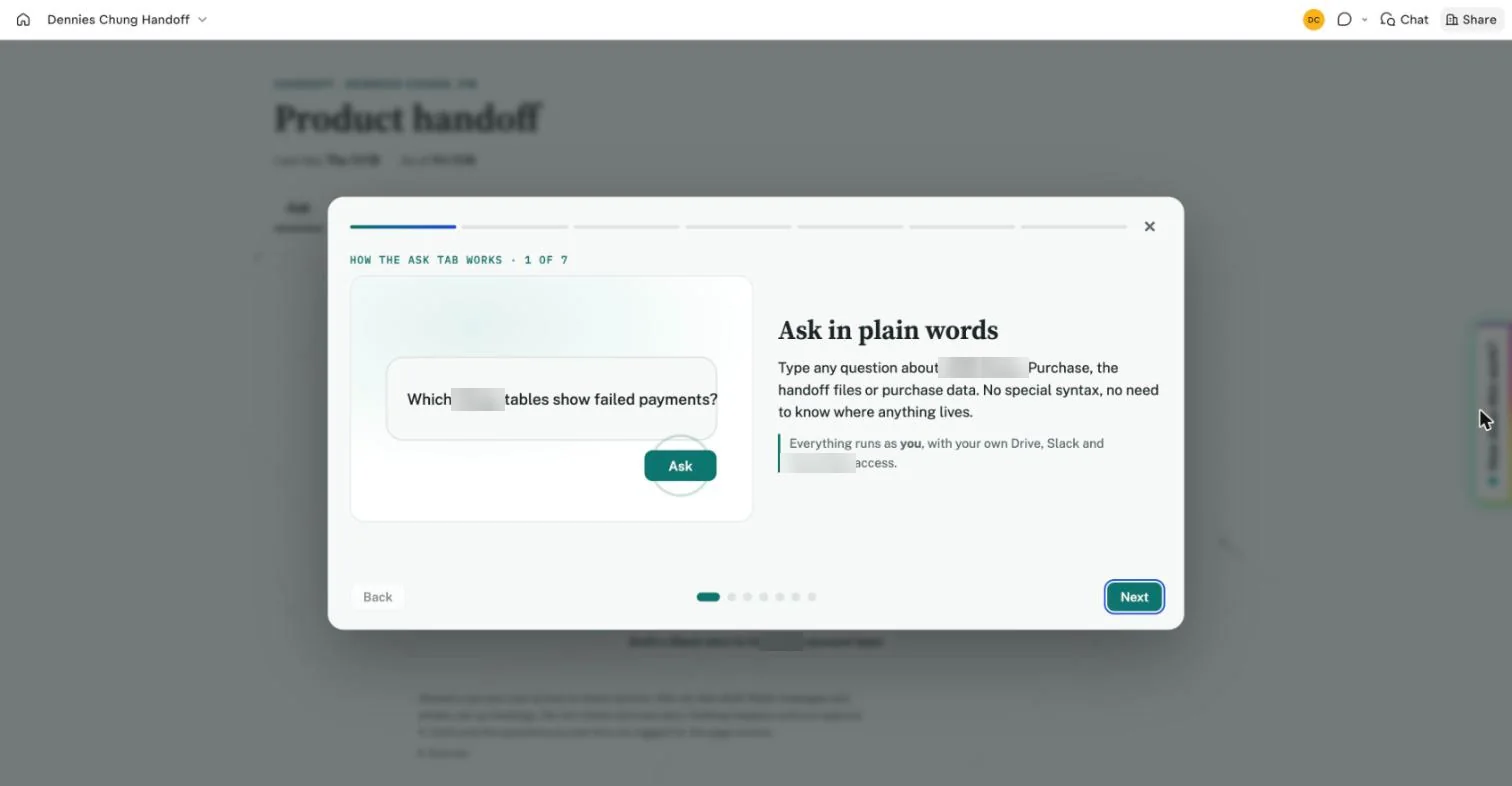 Dennies Chung Handoff
DC
Chat
Share
Product handoff
Ask
HOW THE ASK TAB WORKS · 1 OF 7
Which tables show failed payments?
Ask
Ask in plain words
Type any question about Purchase, the
handoff files or purchase data. No special syntax, no need
to know where anything lives.
Everything runs as you, with your own Drive, Slack and
access.
Back
Next